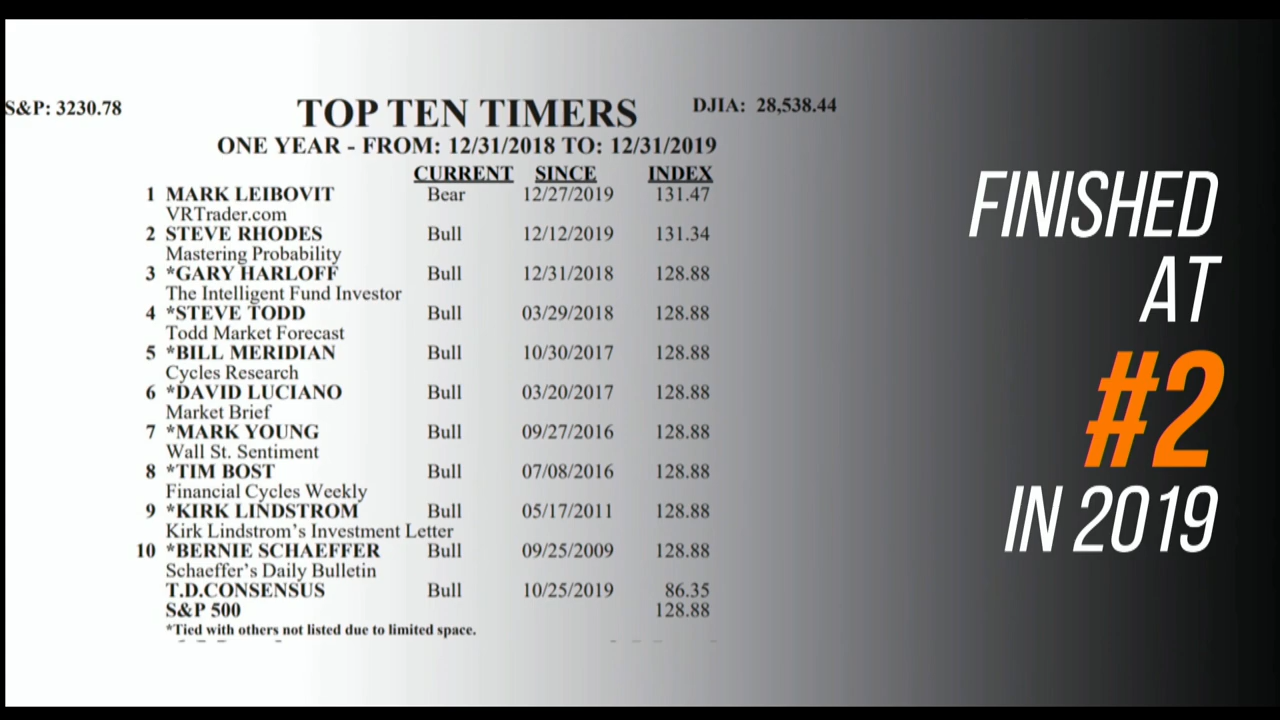 S&P: 3230.78
TOP TEN TIMERS
DJIA: 28,538.44
ONE YEAR - FROM: 12/31/2018 TO: 12/31/2019
CURRENT SINCE INDEX
1 MARK LEIBOVIT Bear 12/27/2019 131.47
VRTrader.com
2 STEVE RHODES Bull 12/12/2019 131.34
Mastering Probability
3 *GARY HARLOFF Bull 12/31/2018 128.88
The Intelligent Fund Investor
4 *STEVE TODD Bull 03/29/2018 128.88
Todd Market Forecast
5 *BILL MERIDIAN Bull 10/30/2017 128.88
Cycles Research
6 *DAVID LUCIANO Bull 03/20/2017 128.88
Market Brief
7 *MARK YOUNG Bull 09/27/2016 128.88
Wall St. Sentiment
8 *TIM BOST Bull 07/08/2016 128.88
Financial Cycles Weekly
9 *KIRK LINDSTROM Bull 05/17/2011 128.88
Kirk Lindstrom's Investment Letter
10 *BERNIE SCHAEFFER Bull 09/25/2009 128.88
Schaeffer's Daily Bulletin
T.D.CONSENSUS Bull 10/25/2019 86.35
S&P 500 128.88
*Tied with others not listed due to limited space.
FINISHED
AT
#2
IN 2019